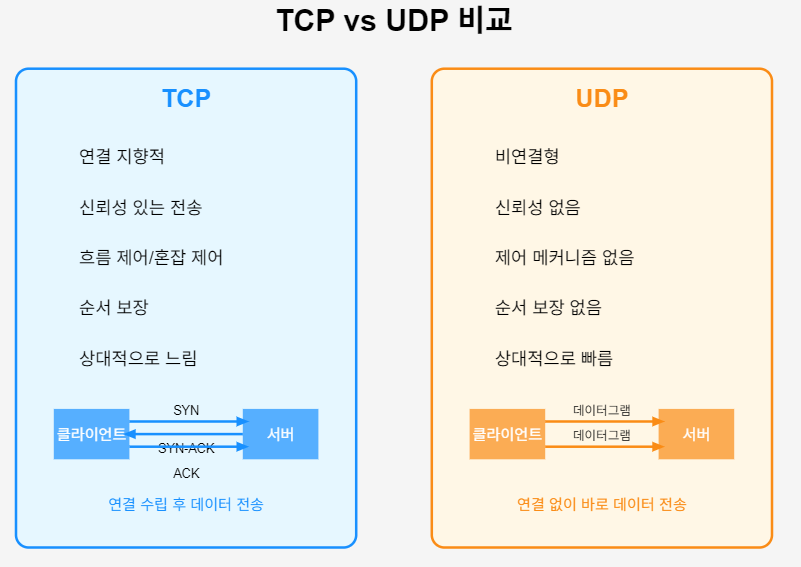 TCP vs UDP 비교
TCP
연결 지향적
신뢰성 있는 전송
흐름 제어/혼잡 제어
순서 보장
상대적으로 느림
클라이언트
SYN
SYN-ACK
ACK
서버
연결 수립 후 데이터 전송
UDP
비연결형
신뢰성 없음
제어 메커니즘 없음
순서 보장 없음
상대적으로 빠름
클라이언트
데이터그램
데이터그램
서버
연결 없이 바로 데이터 전송